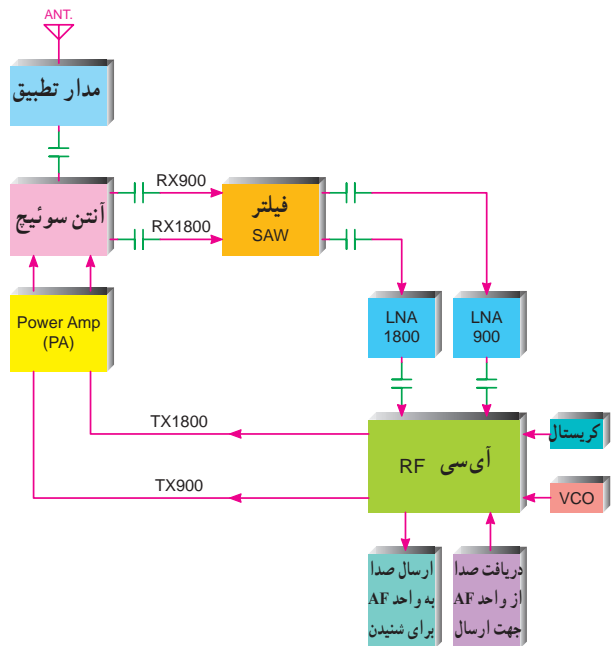 ANT.
مدار تطبیق
آنتن سوئیچ
RX900
RX1800
فیلتر
SAW
Power Amp
(PA)
LNA
1800
LNA
900
TX1800
TX900
آی‌سی RF
کریستال
VCO
ارسال صدا
به واحد AF
برای شنیدن
دریافت صدا
از واحد AF
جهت ارسال